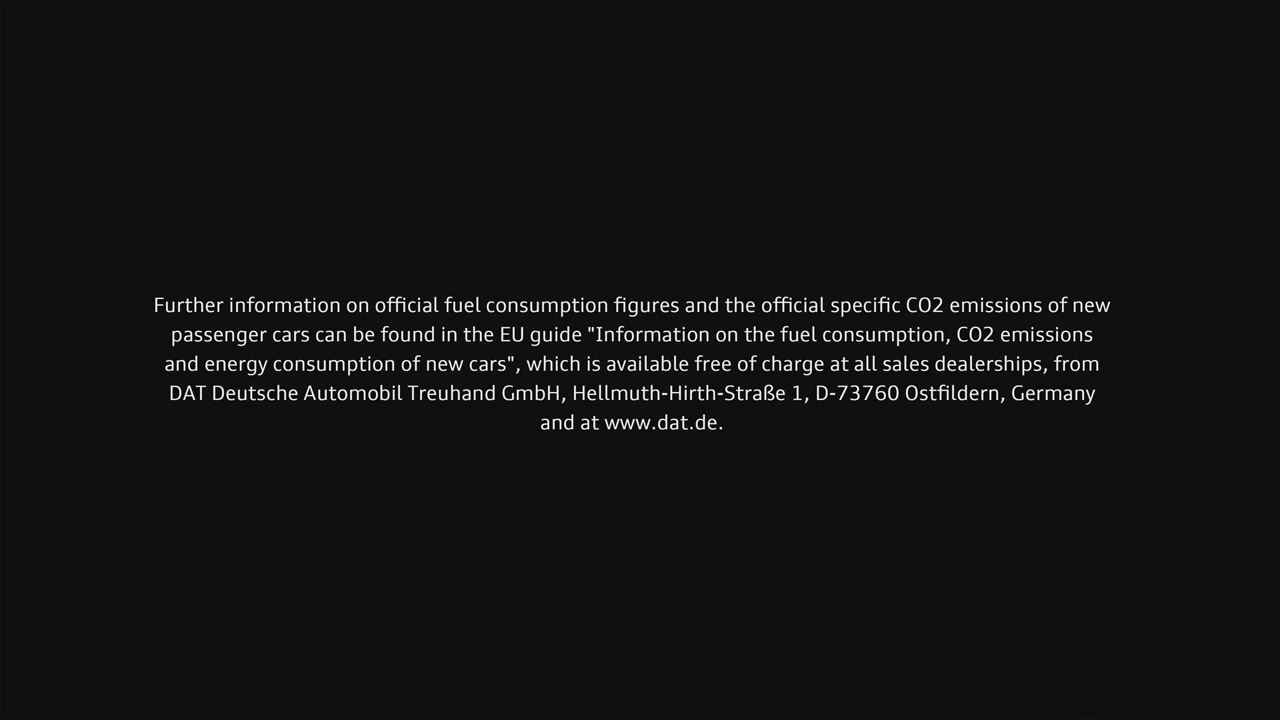 Further information on official fuel consumption figures and the official specific CO2 emissions of new
passenger cars can be found in the EU guide "Information on the fuel consumption, CO2 emissions
and energy consumption of new cars", which is available free of charge at all sales dealerships, from
DAT Deutsche Automobil Treuhand GmbH, Hellmuth-Hirth-Straße 1, D-73760 Ostfildern, Germany
and at www.dat.de.